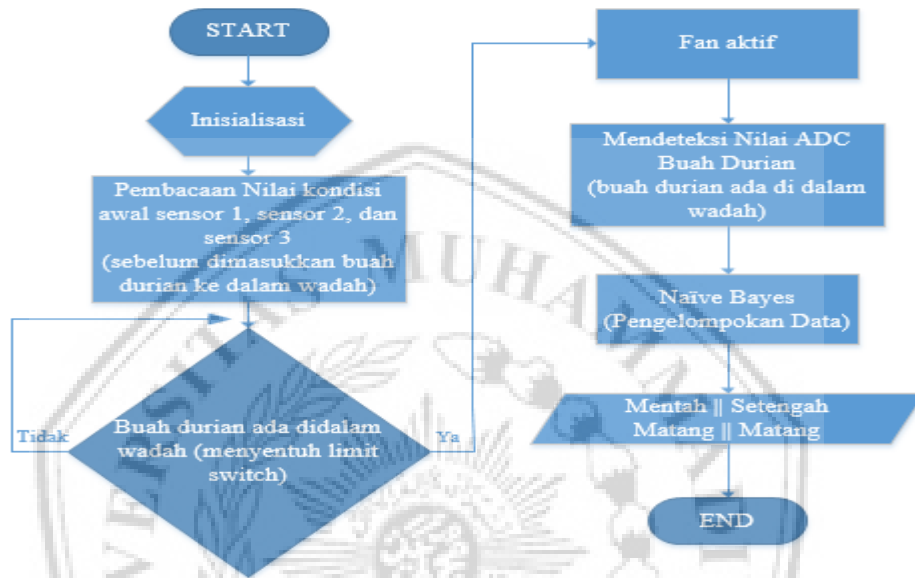 START
Inisialisasi
Pembacaan Nilai kondisi
awal sensor 1, sensor 2, dan
sensor 3
(sebelum dimasukkan buah
durian ke dalam wadah)
Tidak
Buah durian ada didalam
wadah (menyentuh limit
switch)
Ya
Fan aktif
Mendeteksi Nilai ADC
Buah Durian
(buah durian ada di dalam
wadah)
Naïve Bayes
(Pengelompokan Data)
Mentah || Setengah
Matang || Matang
END
ERSITAS MUHAMMA